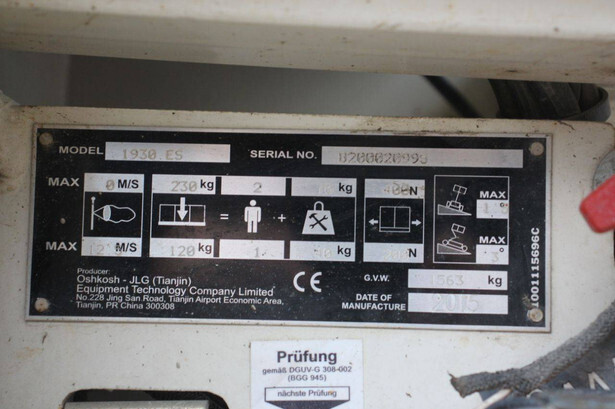 MODEL 1930 ES SERIAL NO.
MAX 0 M/S 230 kg 2 kg 400 N MAX
= +
MAX M/S 120 kg 1 kg N MAX 3°
Producer:
Oshkosh - JLG (Tianjin)
Equipment Technology Company Limited
No.228 Jing San.Road, Tianjin Airport Economic Area,
Tianjin, PR China 300308
CE
G.V.W. kg
DATE OF
MANUFACTURE 2015
1001115696C
Prüfung
gemäß DGUV-G 308-002
(BGG 945)
nächste Prüfung